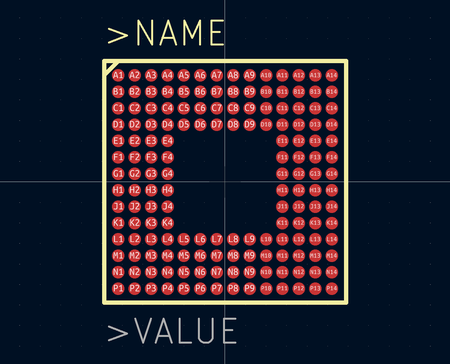 >NAME
A1 A2 A3 A4 A5 A6 A7 A8 A9 A10 A11 A12 A13 A14
B1 B2 B3 B4 B5 B6 B7 B8 B9 B10 B11 B12 B13 B14
C1 C2 C3 C4 C5 C6 C7 C8 C9 C10 C11 C12 C13 C14
D1 D2 D3 D4 D5 D6 D7 D8 D9 D10 D11 D12 D13 D14
E1 E2 E3 E4 E11 E12 E13 E14
F1 F2 F3 F4 F11 F12 F13 F14
G1 G2 G3 G4 G11 G12 G13 G14
H1 H2 H3 H4 H11 H12 H13 H14
J1 J2 J3 J4 J11 J12 J13 J14
K1 K2 K3 K4 K11 K12 K13 K14
L1 L2 L3 L4 L5 L6 L7 L8 L9 L10 L11 L12 L13 L14
M1 M2 M3 M4 M5 M6 M7 M8 M9 M10 M11 M12 M13 M14
N1 N2 N3 N4 N5 N6 N7 N8 N9 N10 N11 N12 N13 N14
P1 P2 P3 P4 P5 P6 P7 P8 P9 P10 P11 P12 P13 P14
>VALUE